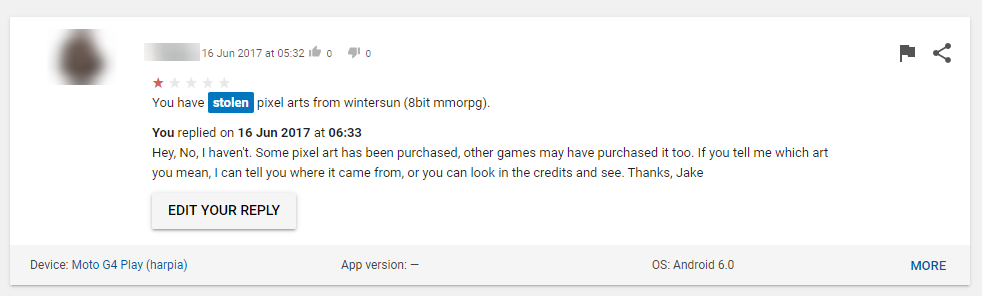 16 Jun 2017 at 05:32 0 0
You have stolen pixel arts from wintersun (8bit mmorpg).
You replied on 16 Jun 2017 at 06:33
Hey, No, I haven't. Some pixel art has been purchased, other games may have purchased it too. If you tell me which art
you mean, I can tell you where it came from, or you can look in the credits and see. Thanks, Jake
EDIT YOUR REPLY
Device: Moto G4 Play (harpia) App version: — OS: Android 6.0 MORE